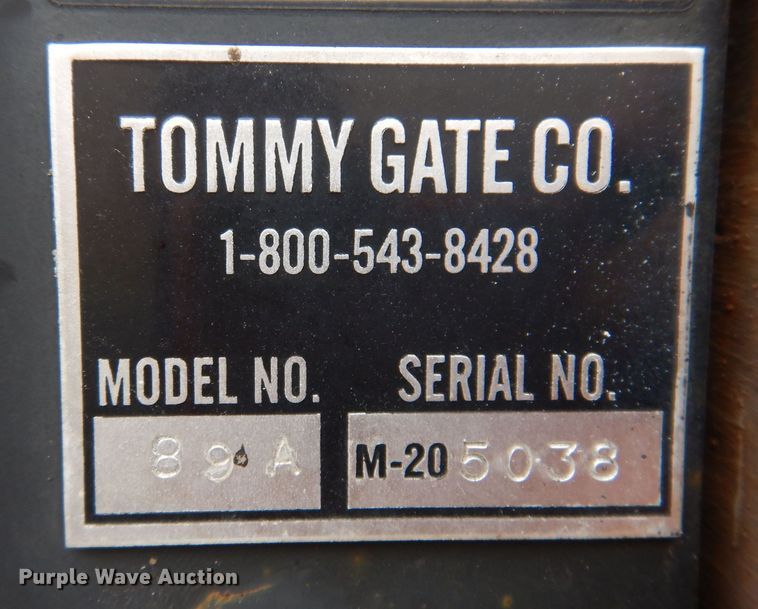 TOMMY GATE CO.
1-800-543-8428
MODEL NO. SERIAL NO.
89A M-205038
Purple Wave Auction